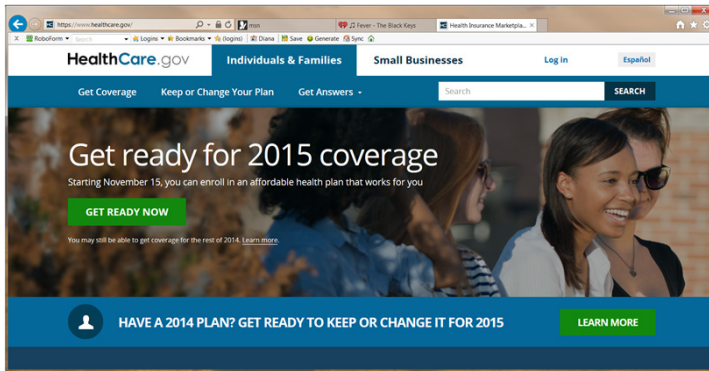 https://www.healthcare.gov/
msn
Fever - The Black Keys
Health Insurance Marketpla...
X RoboForm Search Logins Bookmarks (logins) Diana Save Generate Sync
HealthCare.gov Individuals & Families Small Businesses Log in Español
Get Coverage Keep or Change Your Plan Get Answers Search SEARCH
Get ready for 2015 coverage
Starting November 15, you can enroll in an affordable health plan that works for you
GET READY NOW
You may still be able to get coverage for the rest of 2014. Learn more.
HAVE A 2014 PLAN? GET READY TO KEEP OR CHANGE IT FOR 2015 LEARN MORE